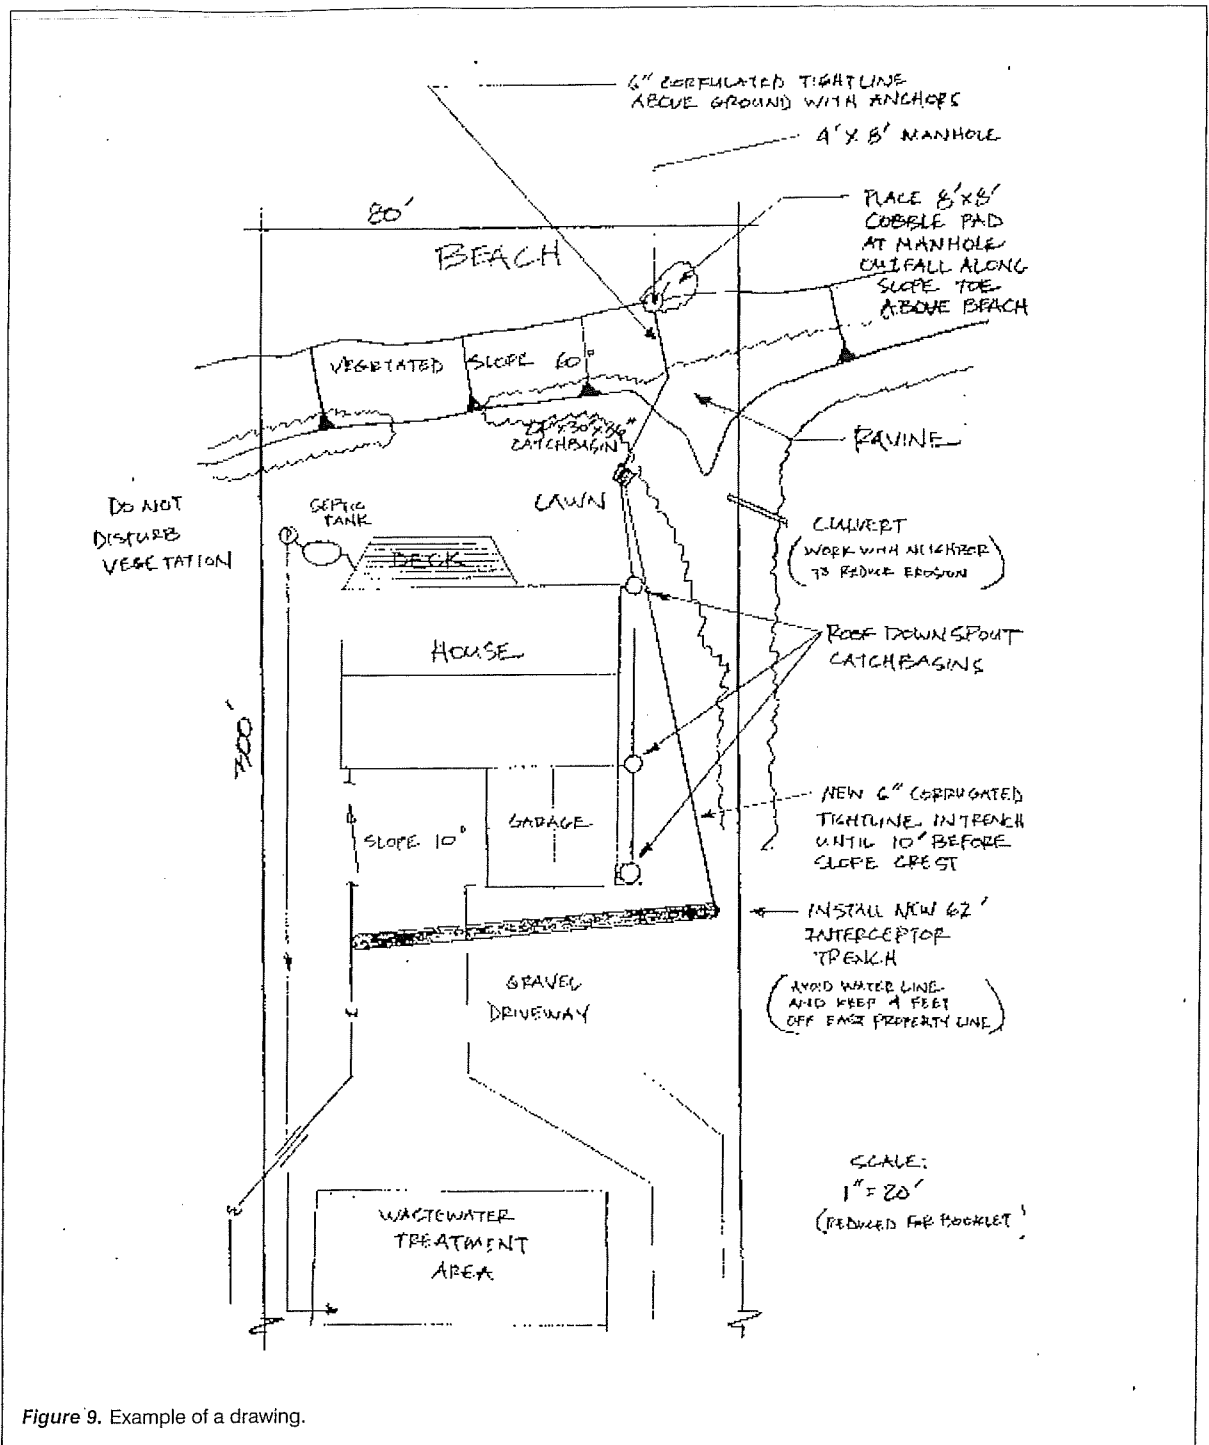 6" CORFULATED TIGHTLINE
ABOVE GROUND WITH ANCHORS
4' X 8' MANHOLE
80'
BEACH
PLACE 8'X8'
COBBLE PAD
AT MANHOLE
OUTFALL ALONG
SLOPE TOE
ABOVE BEACH
VEGETATED SLOPE 60°
CATCHBASIN
RAVINE
LAWN
DO NOT
DISTURB
VEGETATION
SEPTIC
TANK
DECK
CULVERT
(WORK WITH NEIGHBOR
TO REDUCE EROSION)
HOUSE
ROOF DOWNSPOUT
CATCHBASINS
300'
NEW 6" CORRUGATED
TIGHTLINE IN TRENCH
UNTIL 10' BEFORE
SLOPE CREST
GARAGE
SLOPE 10°
INSTALL NEW 62'
INTERCEPTOR
TRENCH
(AVOID WATER LINE
AND KEEP 4 FEET
OFF EAST PROPERTY LINE)
GRAVEL
DRIVEWAY
SCALE:
1" = 20'
(REDUCED FOR BOOKLET)
WASTEWATER
TREATMENT
AREA
Figure 9. Example of a drawing.